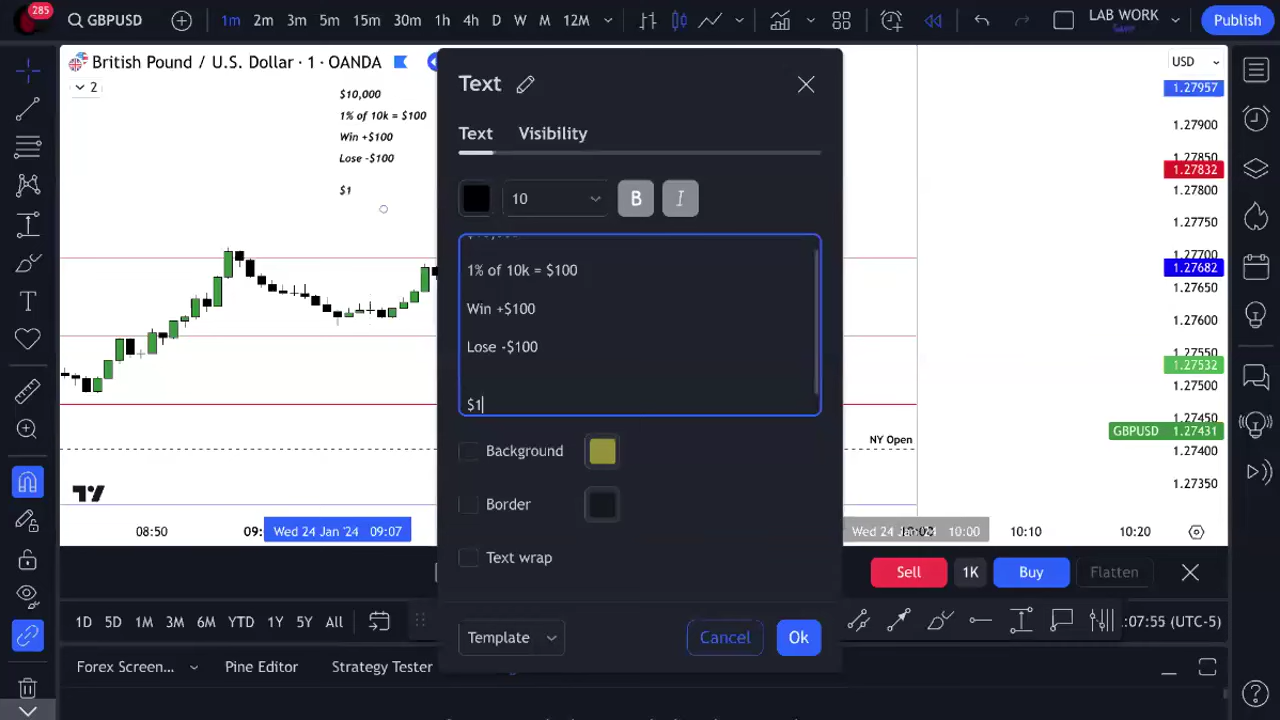 285
GBPUSD
1m 2m 3m 5m 15m 30m 1h 4h D W M 12M
LAB WORK
Save
Publish
British Pound / U.S. Dollar · 1 · OANDA
2
$10,000
1% of 10k = $100
Win +$100
Lose -$100
$1
USD
1.27957
1.27900
1.27850
1.27832
1.27800
1.27750
1.27700
1.27682
1.27650
1.27600
1.27550
1.27532
1.27500
1.27450
GBPUSD 1.27431
1.27400
1.27350
NY Open
Text
Text Visibility
10 B I
1% of 10k = $100
Win +$100
Lose -$100
$1
Background
Border
Text wrap
Template
Cancel
Ok
08:50 09: Wed 24 Jan '24 09:07
Wed 24 Jan '24 10:00 10:10 10:20
Sell 1K Buy Flatten
1D 5D 1M 3M 6M YTD 1Y 5Y All
:07:55 (UTC-5)
Forex Screen... Pine Editor Strategy Tester